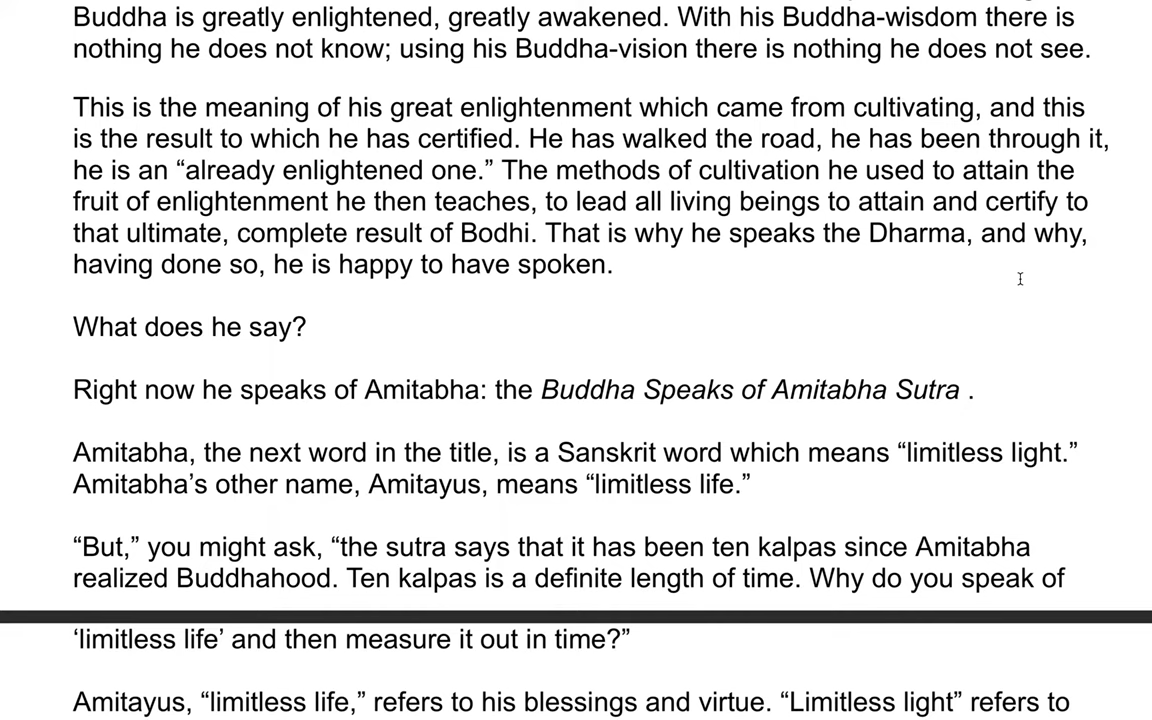 Buddha is greatly enlightened, greatly awakened. With his Buddha-wisdom there is
nothing he does not know; using his Buddha-vision there is nothing he does not see.
This is the meaning of his great enlightenment which came from cultivating, and this
is the result to which he has certified. He has walked the road, he has been through it,
he is an “already enlightened one.” The methods of cultivation he used to attain the
fruit of enlightenment he then teaches, to lead all living beings to attain and certify to
that ultimate, complete result of Bodhi. That is why he speaks the Dharma, and why,
having done so, he is happy to have spoken.
What does he say?
Right now he speaks of Amitabha: the Buddha Speaks of Amitabha Sutra .
Amitabha, the next word in the title, is a Sanskrit word which means “limitless light.”
Amitabha’s other name, Amitayus, means “limitless life.”
“But,” you might ask, “the sutra says that it has been ten kalpas since Amitabha
realized Buddhahood. Ten kalpas is a definite length of time. Why do you speak of
‘limitless life’ and then measure it out in time?”
Amitayus, “limitless life,” refers to his blessings and virtue. “Limitless light” refers to